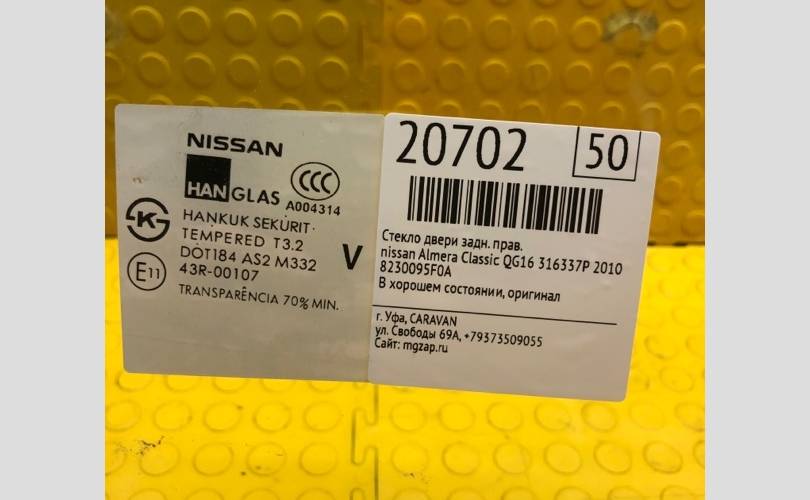 NISSAN
HANGLAS
CCC
A004314
K
HANKUK SEKURIT
TEMPERED T3.2
DOT184 AS2 M332
E11
43R-00107
V
TRANSPARÊNCIA 70% MIN.
20702
50
Стекло двери задн. прав.
nissan Almera Classic QG16 316337P 2010
8230095F0A
В хорошем состоянии, оригинал
г. Уфа, CARAVAN
ул. Свободы 69А, +79373509055
Сайт: mgzap.ru